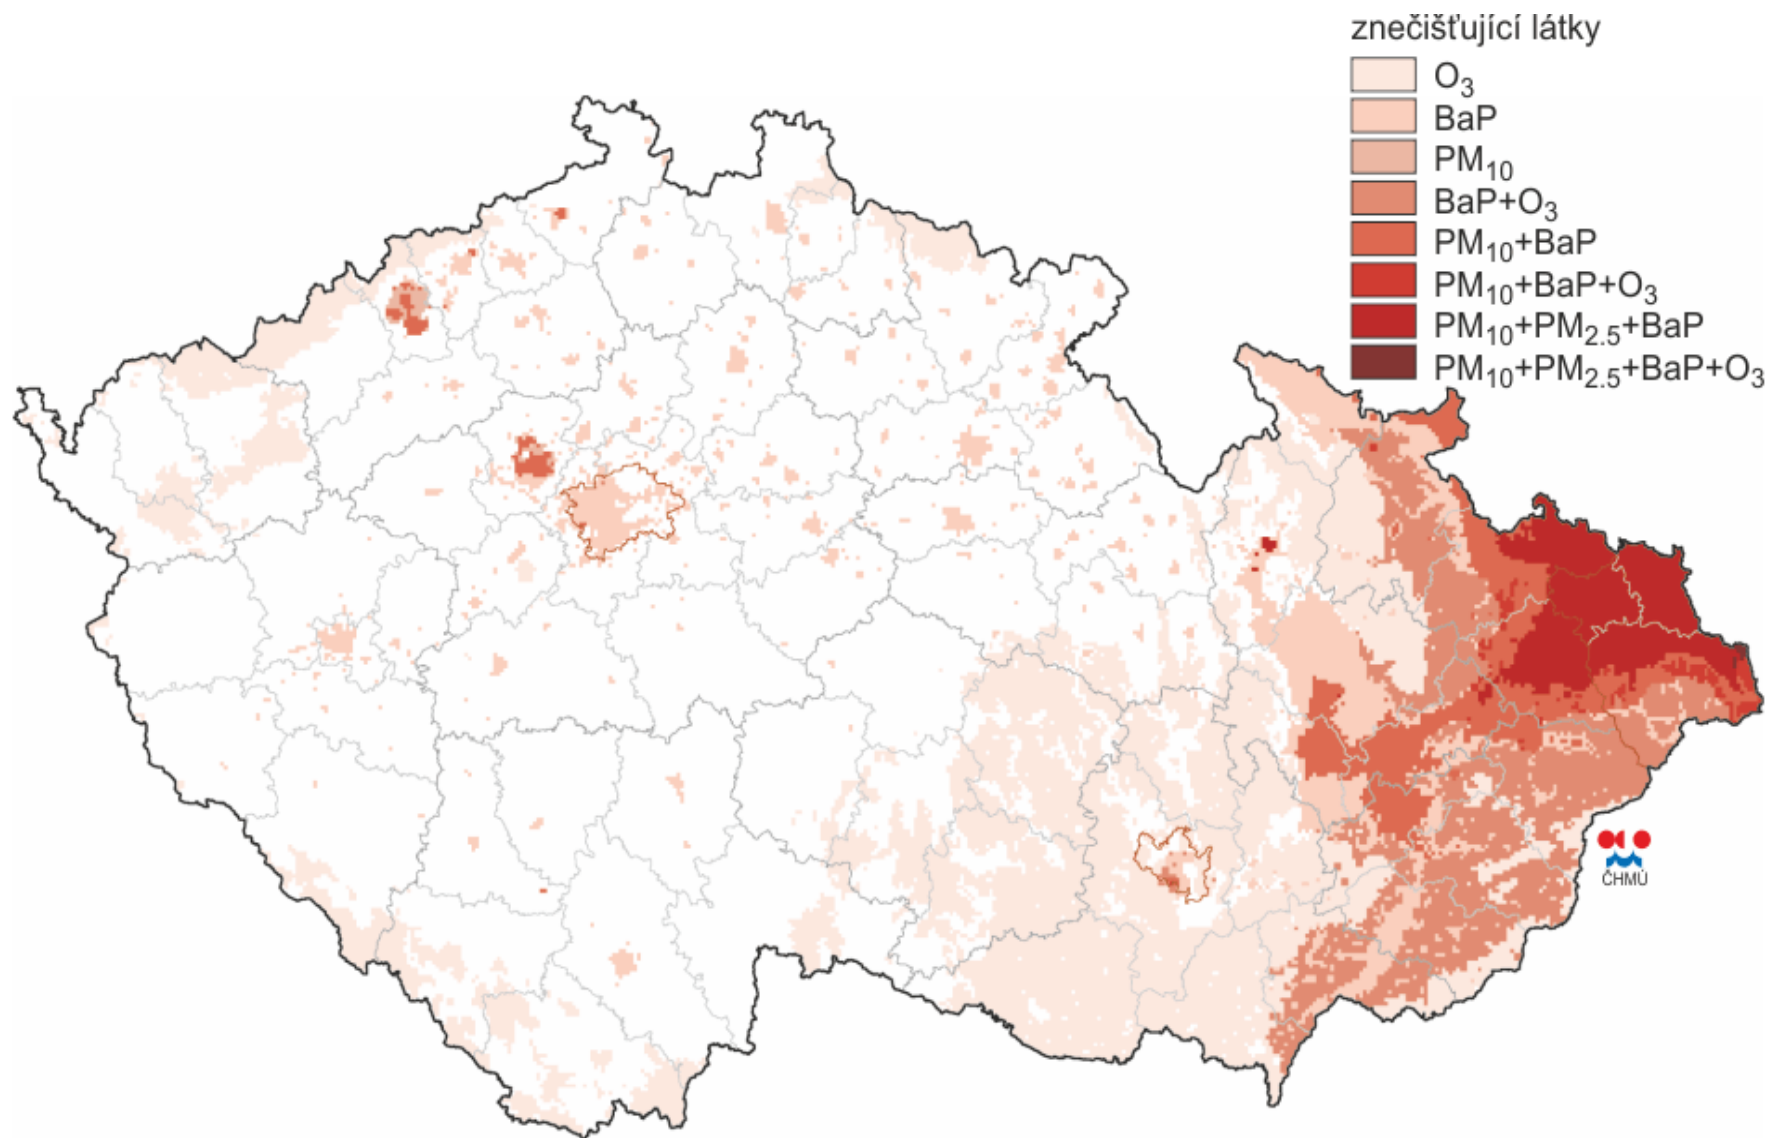 znečišťující látky
O₃
BaP
PM₁₀
BaP+O₃
PM₁₀+BaP
PM₁₀+BaP+O₃
PM₁₀+PM₂.₅+BaP
PM₁₀+PM₂.₅+BaP+O₃
ČHMÚ